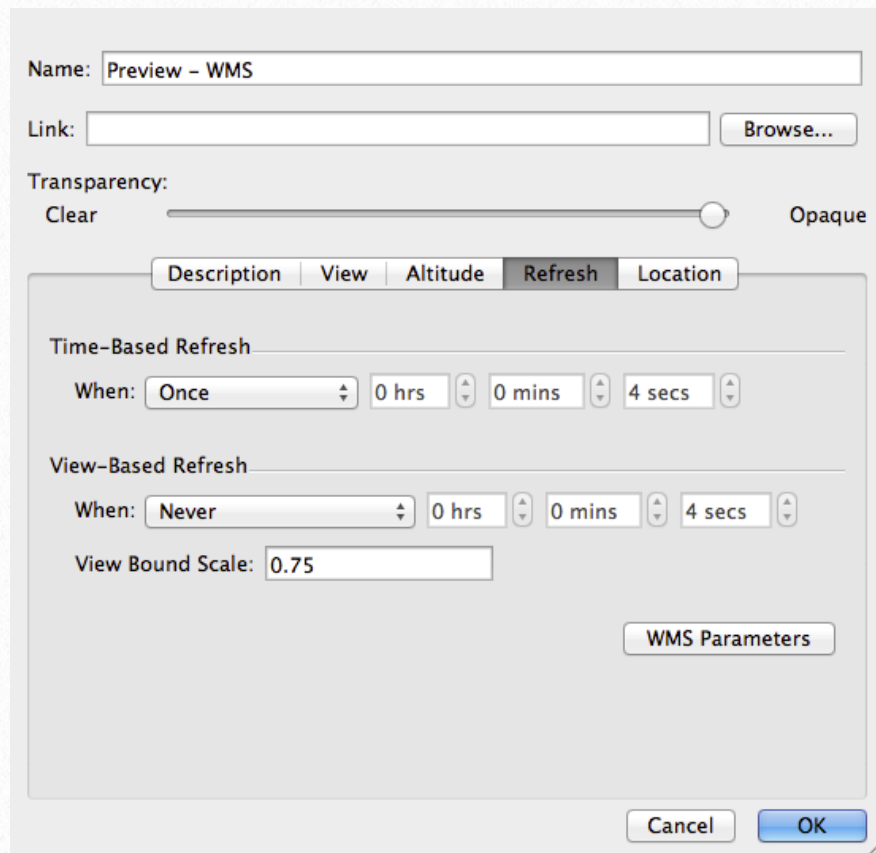 Name: Preview – WMS
Link: Browse...
Transparency:
Clear Opaque
Description View Altitude Refresh Location
Time-Based Refresh
When: Once 0 hrs 0 mins 4 secs
View-Based Refresh
When: Never 0 hrs 0 mins 4 secs
View Bound Scale: 0.75
WMS Parameters
Cancel OK